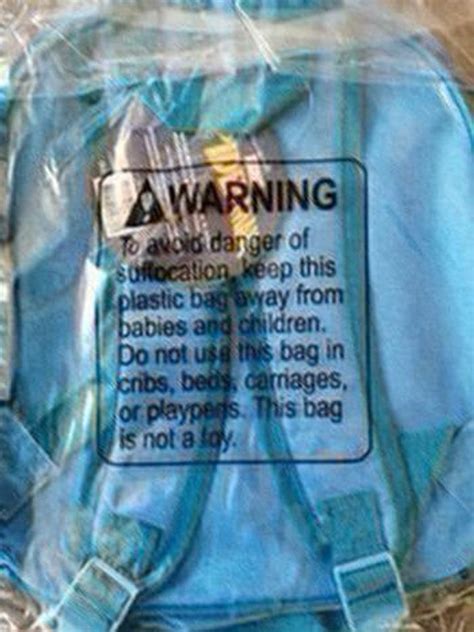 WARNING
To avoid danger of
suffocation, keep this
plastic bag away from
babies and children.
Do not use this bag in
cribs, beds, carriages,
or playpens. This bag
is not a toy.